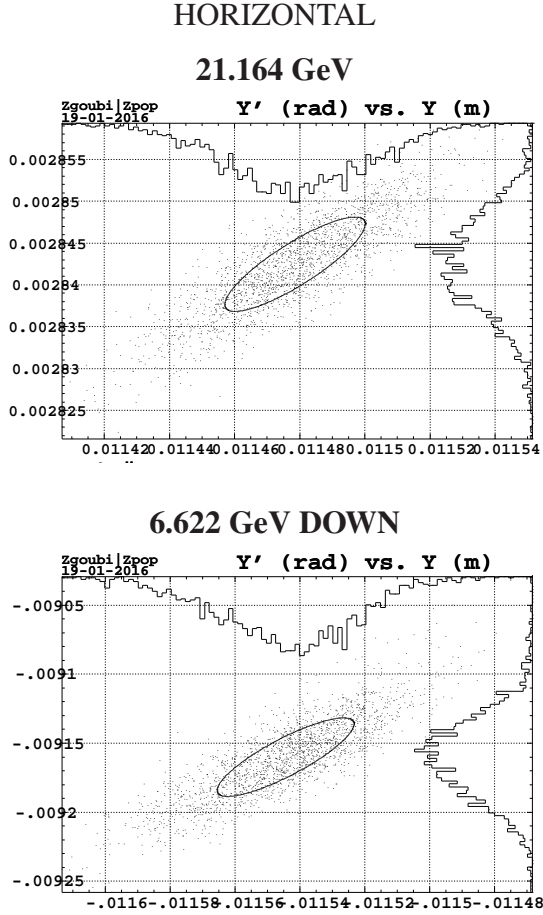 HORIZONTAL
21.164 GeV
Zgoubi|Zpop
19-01-2016
Y' (rad) vs. Y (m)
0.002855
0.00285
0.002845
0.00284
0.002835
0.00283
0.002825
0.01142 0.01144 0.01146 0.01148 0.0115 0.01152 0.01154
6.622 GeV DOWN
Zgoubi|Zpop
19-01-2016
Y' (rad) vs. Y (m)
-.00905
-.0091
-.00915
-.0092
-.00925
-.0116 -.01158 -.01156 -.01154 -.01152 -.0115 -.01148